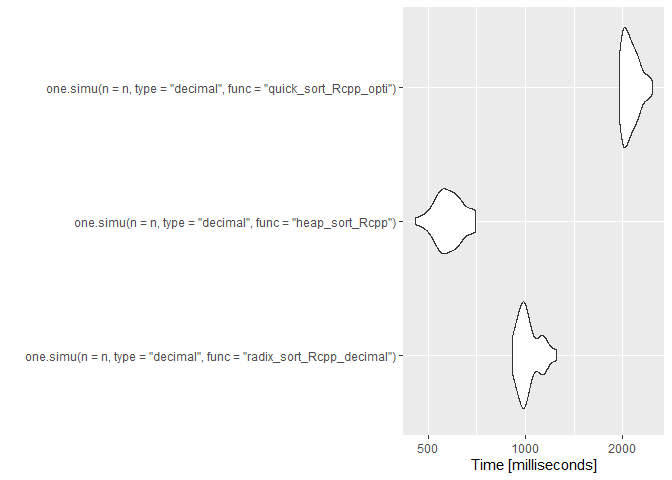 one.simu(n = n, type = "decimal", func = "quick_sort_Rcpp_opti")
one.simu(n = n, type = "decimal", func = "heap_sort_Rcpp")
one.simu(n = n, type = "decimal", func = "radix_sort_Rcpp_decimal")
500 1000 2000
Time [milliseconds]